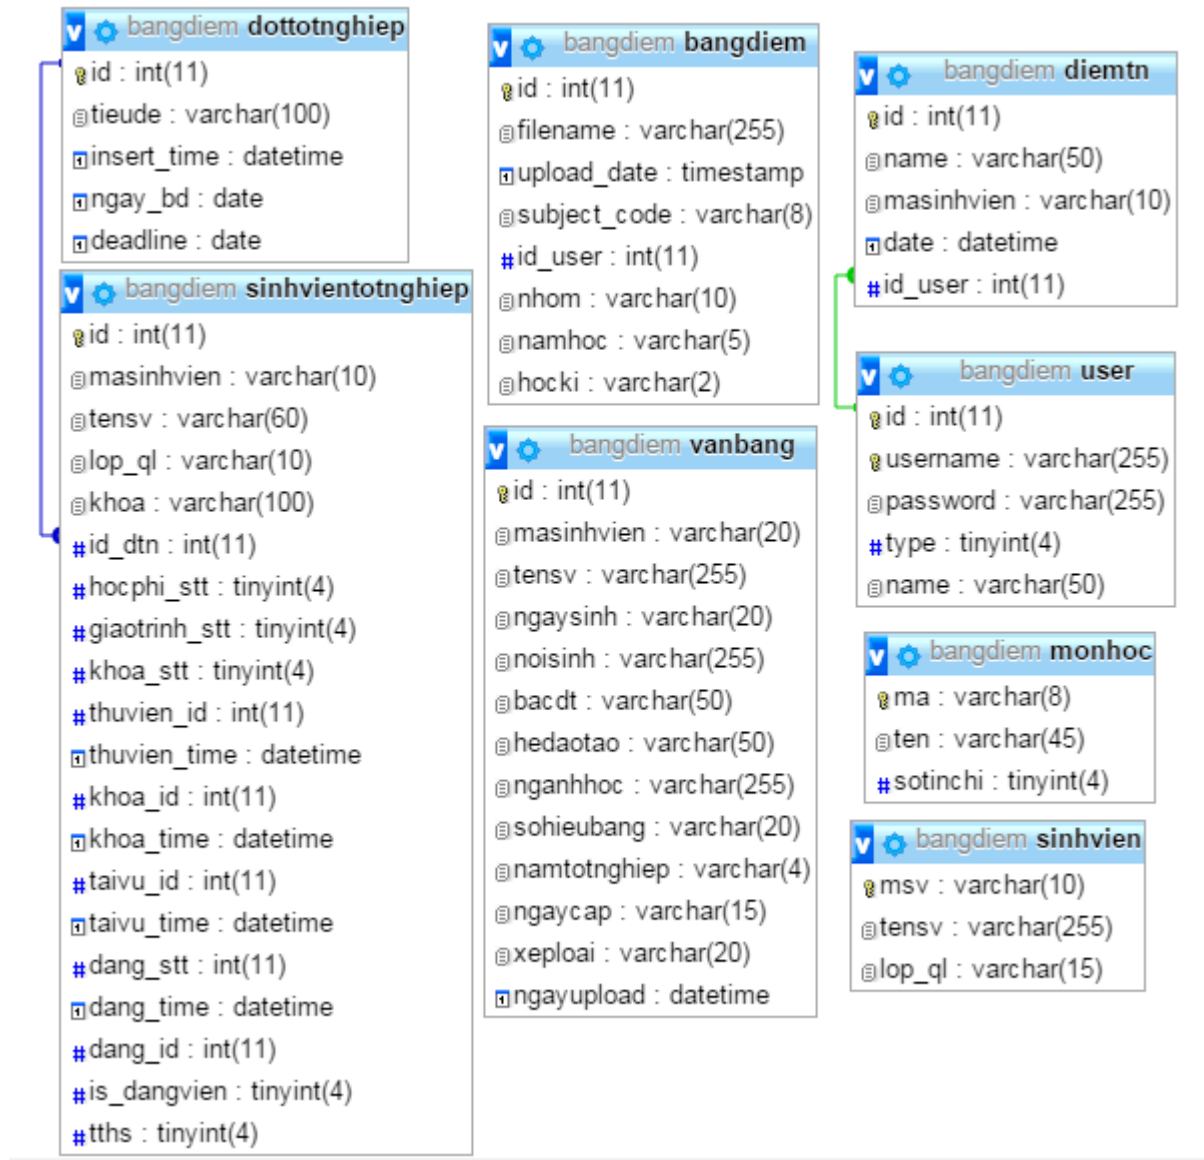 bangdiem dottotnghiep
id : int(11)
tieude : varchar(100)
insert_time : datetime
ngay_bd : date
deadline : date
bangdiem sinhvientotnghiep
id : int(11)
masinhvien : varchar(10)
tensv : varchar(60)
lop_ql : varchar(10)
khoa : varchar(100)
#id_dtn : int(11)
#hocphi_stt : tinyint(4)
#giaotrinh_stt : tinyint(4)
#khoa_stt : tinyint(4)
#thuvien_id : int(11)
thuvien_time : datetime
#khoa_id : int(11)
khoa_time : datetime
#taivu_id : int(11)
taivu_time : datetime
#dang_stt : int(11)
dang_time : datetime
#dang_id : int(11)
#is_dangvien : tinyint(4)
#tths : tinyint(4)
bangdiem bangdiem
id : int(11)
filename : varchar(255)
upload_date : timestamp
subject_code : varchar(8)
#id_user : int(11)
nhom : varchar(10)
namhoc : varchar(5)
hocki : varchar(2)
bangdiem vanbang
id : int(11)
masinhvien : varchar(20)
tensv : varchar(255)
ngaysinh : varchar(20)
noisinh : varchar(255)
bacdt : varchar(50)
hedaotao : varchar(50)
nganhhoc : varchar(255)
sohieubang : varchar(20)
namtotnghiep : varchar(4)
ngaycap : varchar(15)
xeploai : varchar(20)
ngayupload : datetime
bangdiem diemtn
id : int(11)
name : varchar(50)
masinhvien : varchar(10)
date : datetime
#id_user : int(11)
bangdiem user
id : int(11)
username : varchar(255)
password : varchar(255)
#type : tinyint(4)
name : varchar(50)
bangdiem monhoc
ma : varchar(8)
ten : varchar(45)
#sotinchi : tinyint(4)
bangdiem sinhvien
msv : varchar(10)
tensv : varchar(255)
lop_ql : varchar(15)